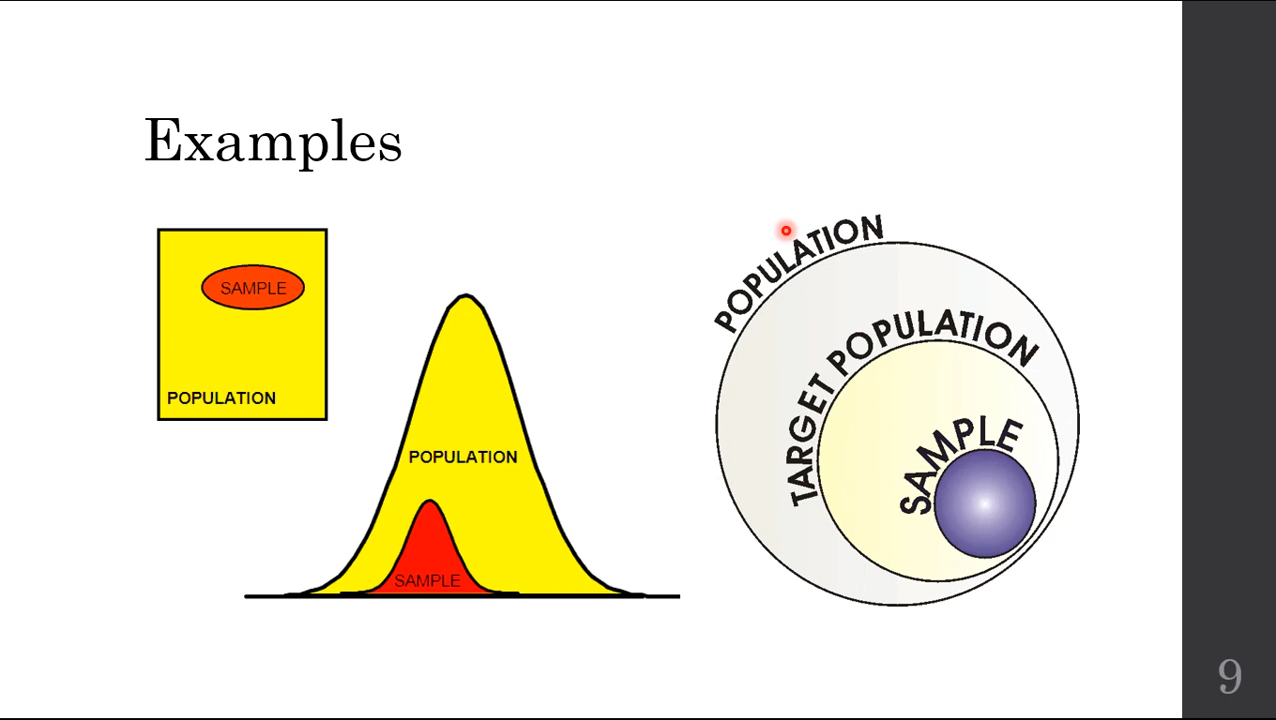 Examples
SAMPLE
POPULATION
POPULATION
SAMPLE
POPULATION
TARGET POPULATION
SAMPLE
9